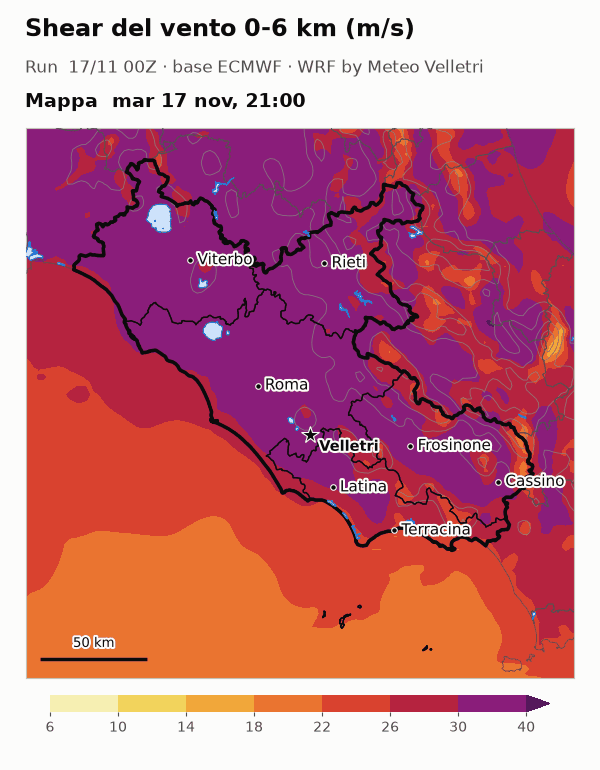 Shear del vento 0-6 km (m/s)
Run 17/11 00Z · base ECMWF · WRF by Meteo Velletri
Mappa mar 17 nov, 21:00
Viterbo
Rieti
Roma
Velletri
Frosinone
Cassino
Latina
Terracina
50 km
6 10 14 18 22 26 30 40